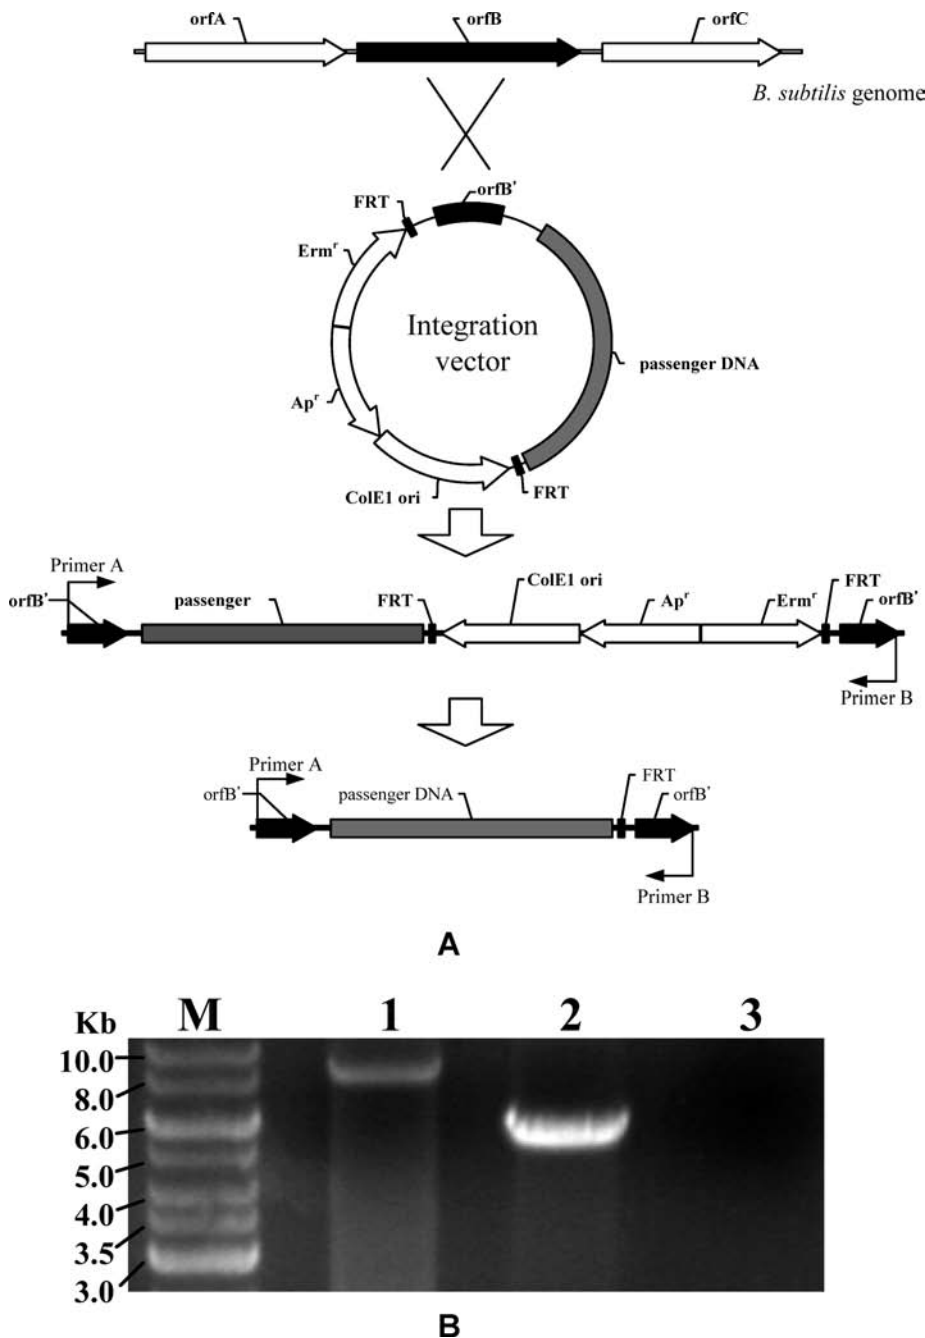 orfA orfB orfC
B. subtilis genome
orfB'
FRT
Ermʳ
Integration
vector
passenger DNA
Apʳ
FRT
ColE1 ori
Primer A
ColE1 ori FRT
orfB' passenger FRT Apʳ Ermʳ orfB'
Primer B
Primer A
FRT
orfB' passenger DNA orfB'
Primer B
A
Kb M 1 2 3
10.0
8.0
6.0
5.0
4.0
3.5
3.0
B